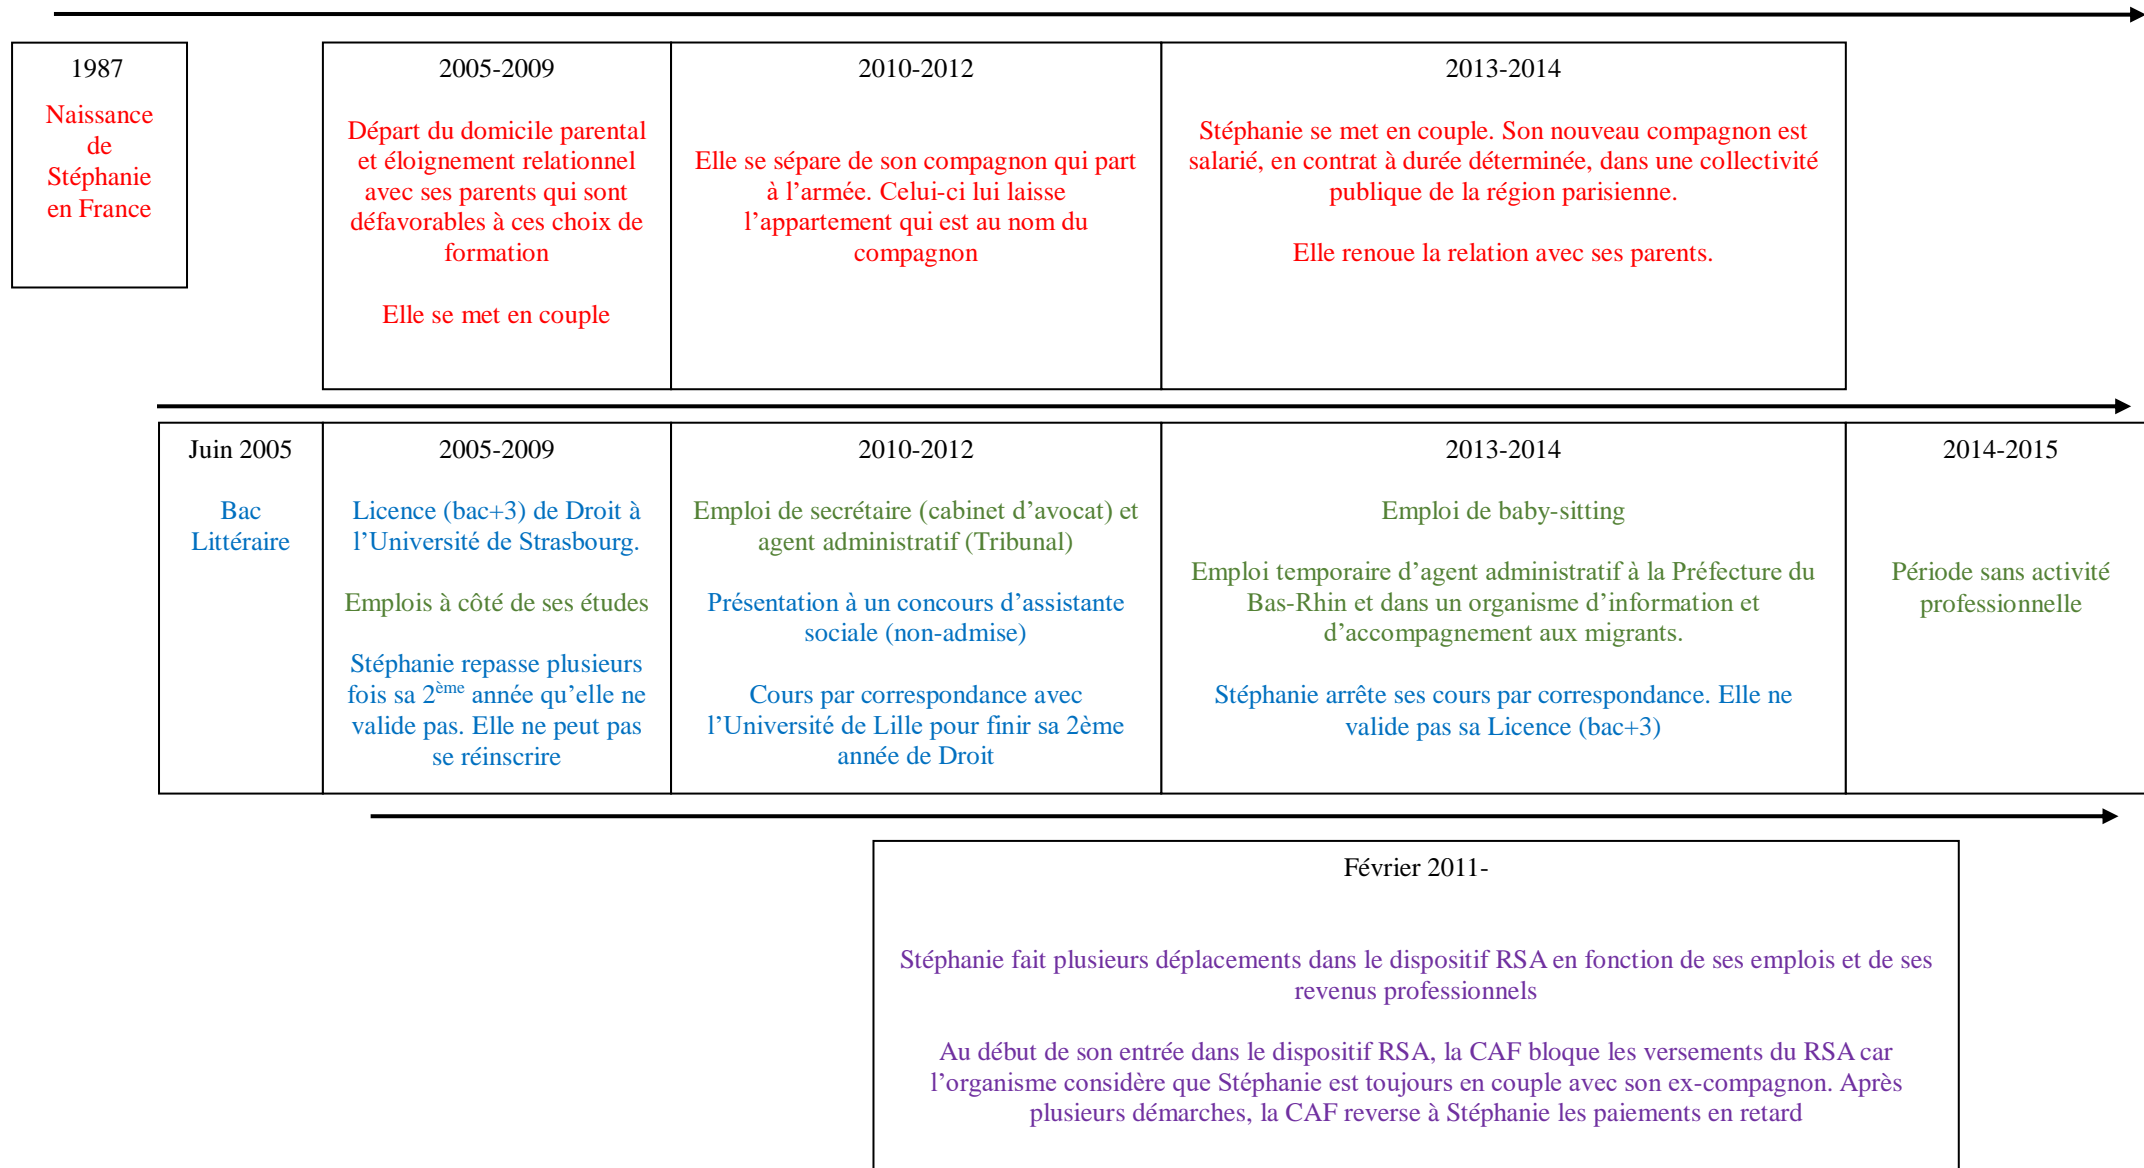 1987
Naissance
de
Stéphanie
en France
2005-2009
Départ du domicile parental
et éloignement relationnel
avec ses parents qui sont
défavorables à ces choix de
formation
Elle se met en couple
2010-2012
Elle se sépare de son compagnon qui part
à l’armée. Celui-ci lui laisse
l’appartement qui est au nom du
compagnon
2013-2014
Stéphanie se met en couple. Son nouveau compagnon est
salarié, en contrat à durée déterminée, dans une collectivité
publique de la région parisienne.
Elle renoue la relation avec ses parents.
Juin 2005
Bac
Littéraire
2005-2009
Licence (bac+3) de Droit à
l’Université de Strasbourg.
Emplois à côté de ses études
Stéphanie repasse plusieurs
fois sa 2ème année qu’elle ne
valide pas. Elle ne peut pas
se réinscrire
2010-2012
Emploi de secrétaire (cabinet d’avocat) et
agent administratif (Tribunal)
Présentation à un concours d’assistante
sociale (non-admise)
Cours par correspondance avec
l’Université de Lille pour finir sa 2ème
année de Droit
2013-2014
Emploi de baby-sitting
Emploi temporaire d’agent administratif à la Préfecture du
Bas-Rhin et dans un organisme d’information et
d’accompagnement aux migrants.
Stéphanie arrête ses cours par correspondance. Elle ne
valide pas sa Licence (bac+3)
2014-2015
Période sans activité
professionnelle
Février 2011-
Stéphanie fait plusieurs déplacements dans le dispositif RSA en fonction de ses emplois et de ses
revenus professionnels
Au début de son entrée dans le dispositif RSA, la CAF bloque les versements du RSA car
l’organisme considère que Stéphanie est toujours en couple avec son ex-compagnon. Après
plusieurs démarches, la CAF reverse à Stéphanie les paiements en retard